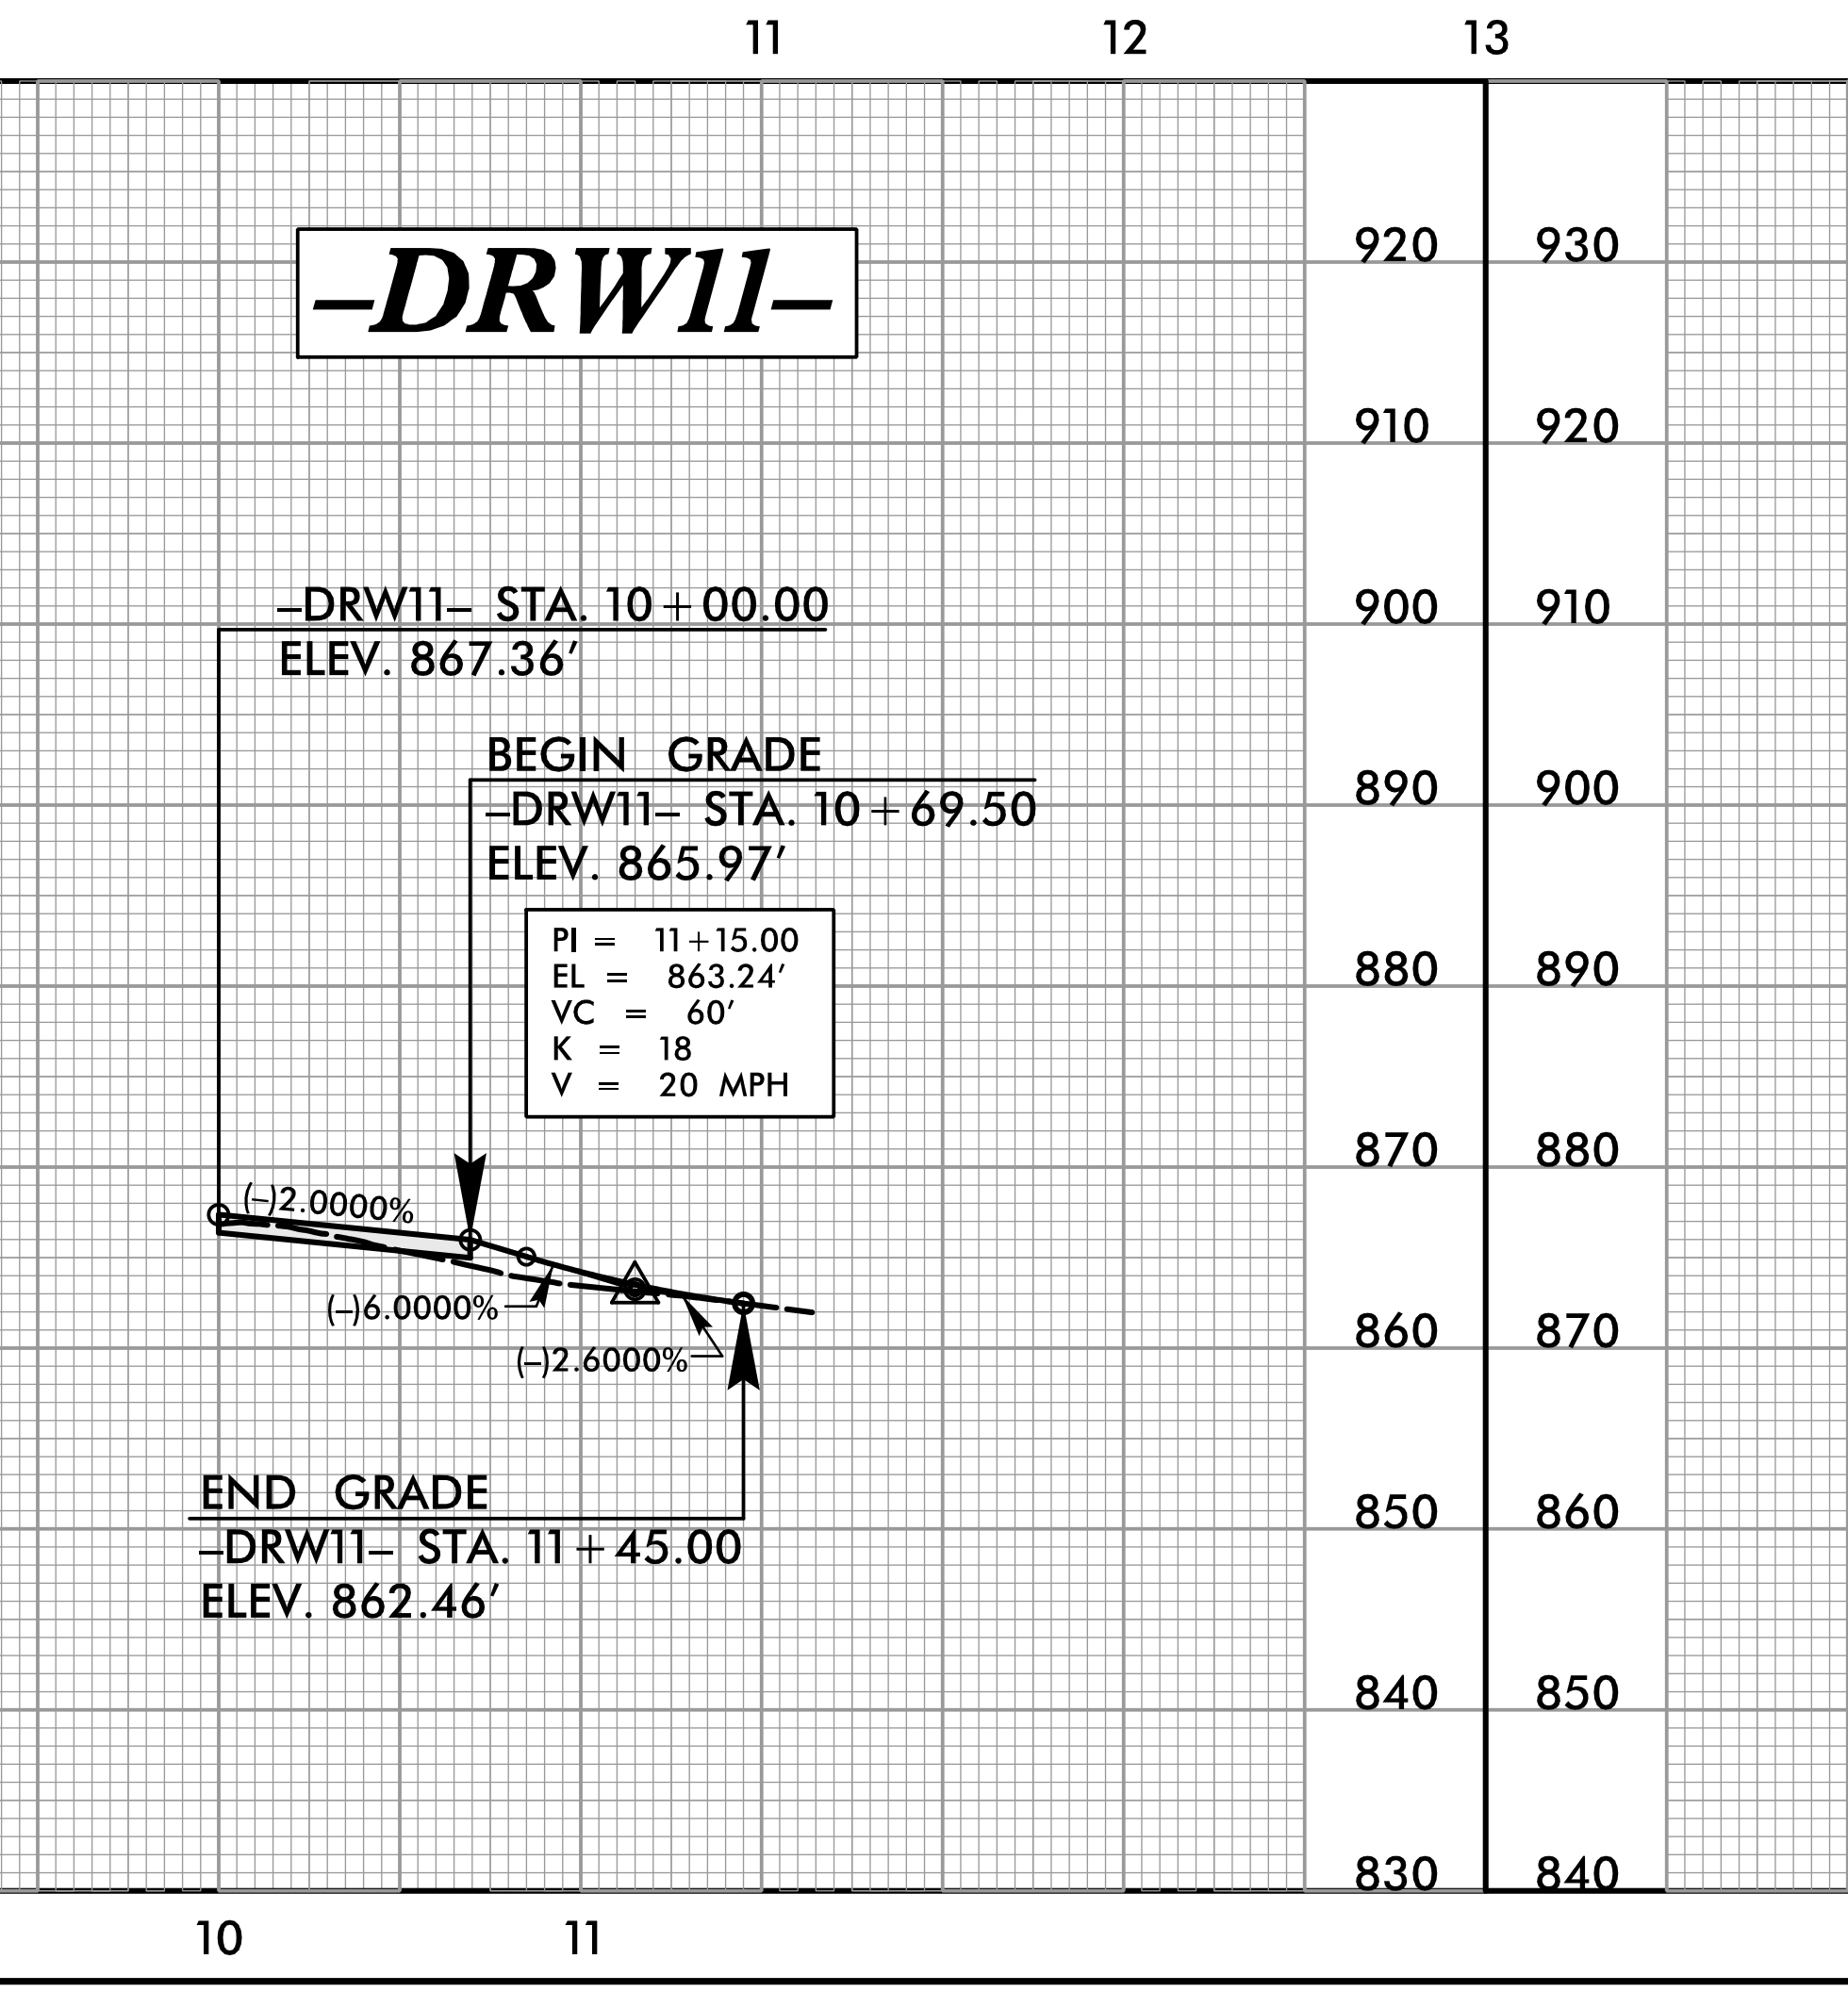 11 12 13
–DRW11–
920 930
910 920
–DRW11– STA. 10+00.00
ELEV. 867.36'
900 910
BEGIN GRADE
–DRW11– STA. 10+69.50
ELEV. 865.97'
890 900
PI = 11+15.00
EL = 863.24'
VC = 60'
K = 18
V = 20 MPH
880 890
870 880
(–)2.0000%
(–)6.0000%
(–)2.6000%
860 870
END GRADE
–DRW11– STA. 11+45.00
ELEV. 862.46'
850 860
840 850
830 840
10 11